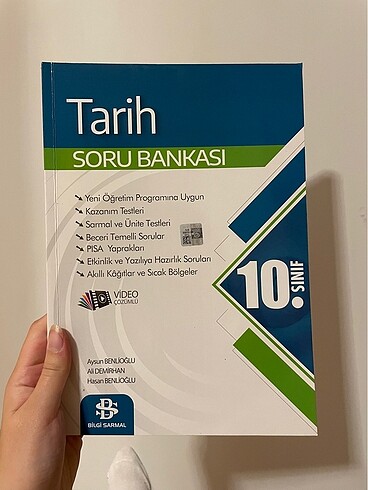 Tarih
SORU BANKASI
Yeni Öğretim Programına Uygun
Kazanım Testleri
Sarmal ve Ünite Testleri
Beceri Temelli Sorular
PISA Yaprakları
Etkinlik ve Yazılıya Hazırlık Soruları
Akıllı Kâğıtlar ve Sıcak Bölgeler
10. SINIF
VİDEO
ÇÖZÜMLÜ
Aysun BENLİOĞLU
Ali DEMİRHAN
Hasan BENLİOĞLU
BİLGİ SARMAL